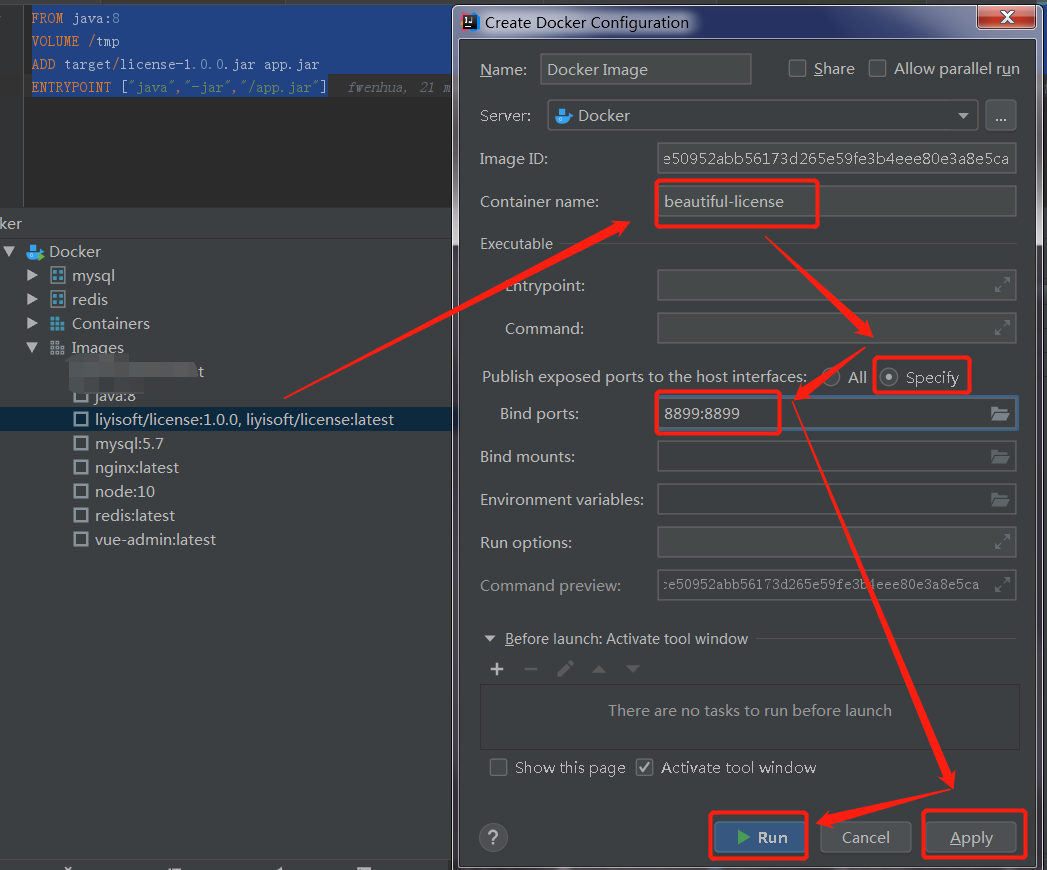 FROM java:8
VOLUME /tmp
ADD target/license-1.0.0.jar app.jar
ENTRYPOINT ["java","-jar","/app.jar"] fwenhua, 21 m
ker
Docker
mysql
redis
Containers
Images
t
java:8
liyisoft/license:1.0.0, liyisoft/license:latest
mysql:5.7
nginx:latest
node:10
redis:latest
vue-admin:latest
Create Docker Configuration
Name: Docker Image Share Allow parallel run
Server: Docker ...
Image ID: e50952abb56173d265e59fe3b4eee80e3a8e5ca
Container name: beautiful-license
Executable
Entrypoint:
Command:
Publish exposed ports to the host interfaces: All Specify
Bind ports: 8899:8899
Bind mounts:
Environment variables:
Run options:
Command preview: :e50952abb56173d265e59fe3b4eee80e3a8e5ca
Before launch: Activate tool window
There are no tasks to run before launch
Show this page Activate tool window
? Run Cancel Apply